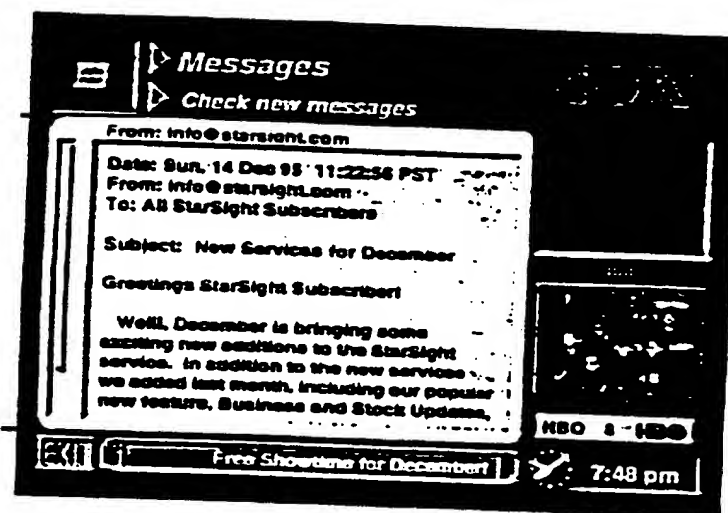 Messages
Check new messages
From: info@starsight.com
Date: Sun, 14 Dec 95 11:22:56 PST
From: info@starsight.com
To: All StarSight Subscribers
Subject: New Services for December
Greetings StarSight Subscriber!
Welll, December is bringing some
exciting new additions to the StarSight
service. In addition to the new services
we added last month, including our popular
new feature, Business and Stock Updates,
HBO 8 HBO
Free Showtime for December!
7:48 pm